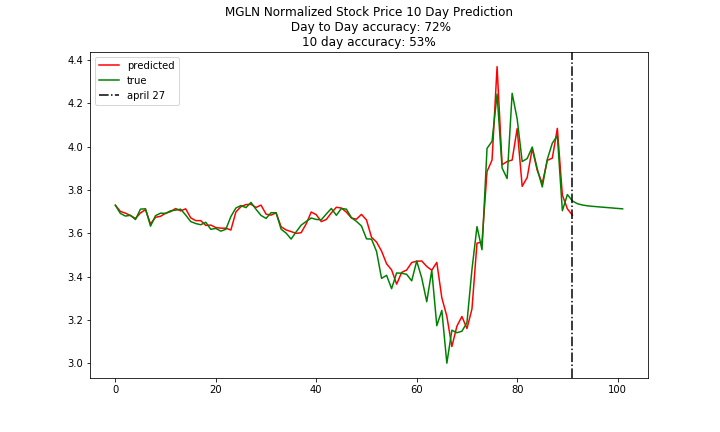 MGLN Normalized Stock Price 10 Day Prediction
Day to Day accuracy: 72%
10 day accuracy: 53%
predicted
true
april 27
4.4
4.2
4.0
3.8
3.6
3.4
3.2
3.0
0
20
40
60
80
100